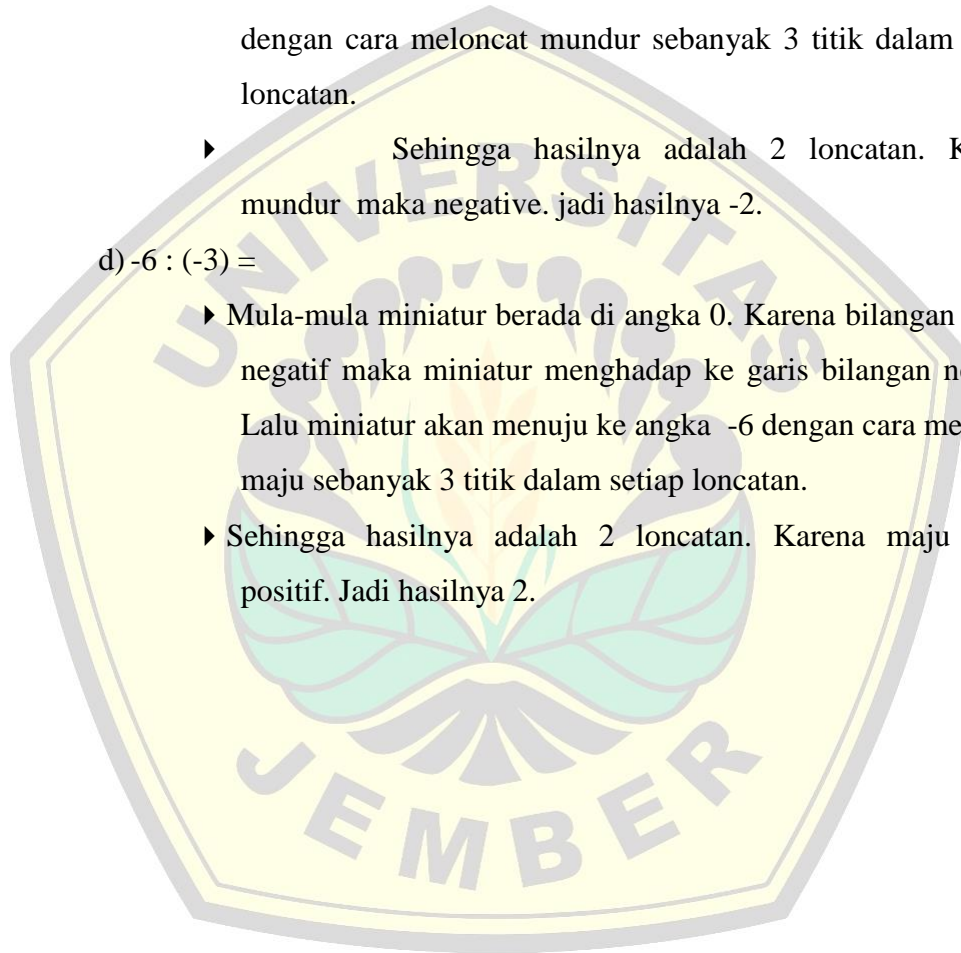 dengan cara meloncat mundur sebanyak 3 titik dalam
loncatan.
Sehingga hasilnya adalah 2 loncatan.
mundur maka negative. jadi hasilnya -2.
d) -6 : (-3) =
Mula-mula miniatur berada di angka 0. Karena bilangan
negatif maka miniatur menghadap ke garis bilangan
Lalu miniatur akan menuju ke angka -6 dengan cara
maju sebanyak 3 titik dalam setiap loncatan.
Sehingga hasilnya adalah 2 loncatan. Karena maju
positif. Jadi hasilnya 2.
UNIVERSITAS
JEMBER